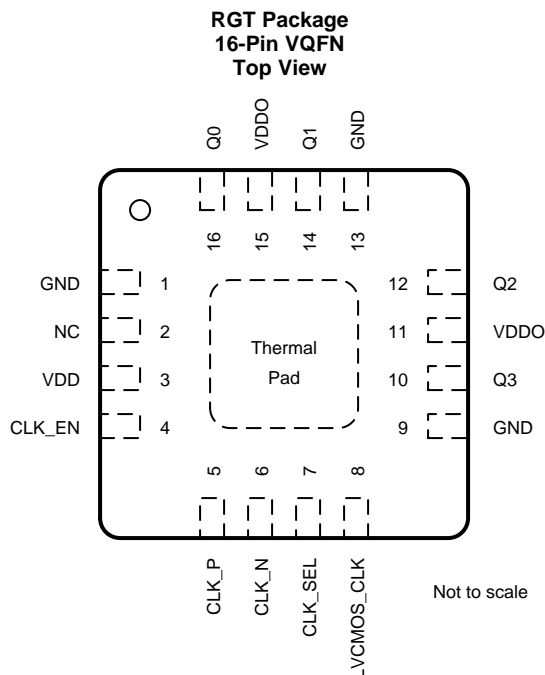 RGT Package
16-Pin VQFN
Top View
Q0
VDDO
Q1
GND
16
15
14
13
GND 1
NC 2
VDD 3
CLK_EN 4
Thermal
Pad
12 Q2
11 VDDO
10 Q3
9 GND
5
6
7
8
CLK_P
CLK_N
CLK_SEL
LVCMOS_CLK
Not to scale